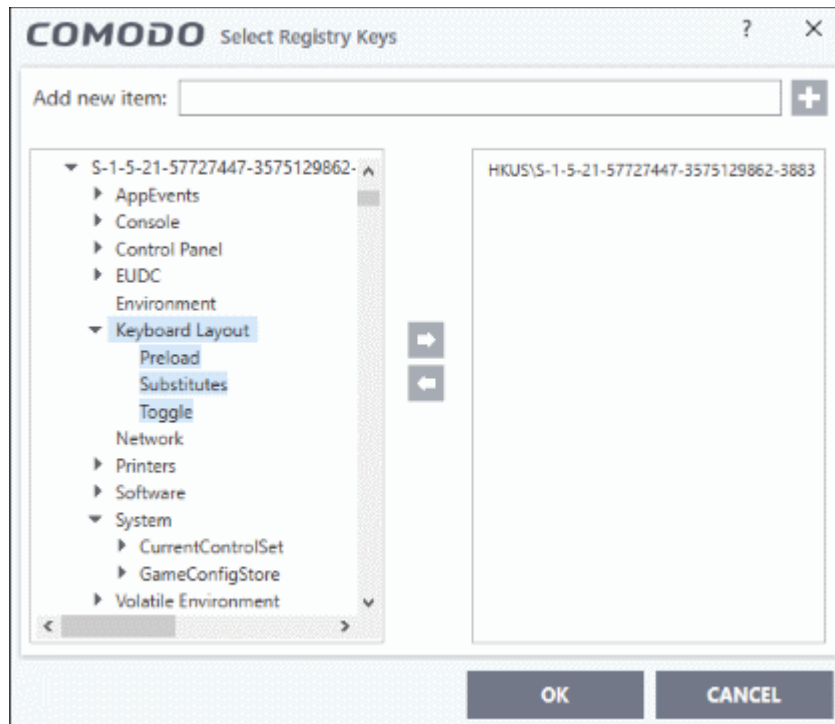 COMODO Select Registry Keys ? ×
Add new item:
S-1-5-21-57727447-3575129862-
AppEvents
Console
Control Panel
EUDC
Environment
Keyboard Layout
Preload
Substitutes
Toggle
Network
Printers
Software
System
CurrentControlSet
GameConfigStore
Volatile Environment
HKUS\S-1-5-21-57727447-3575129862-3883
OK CANCEL